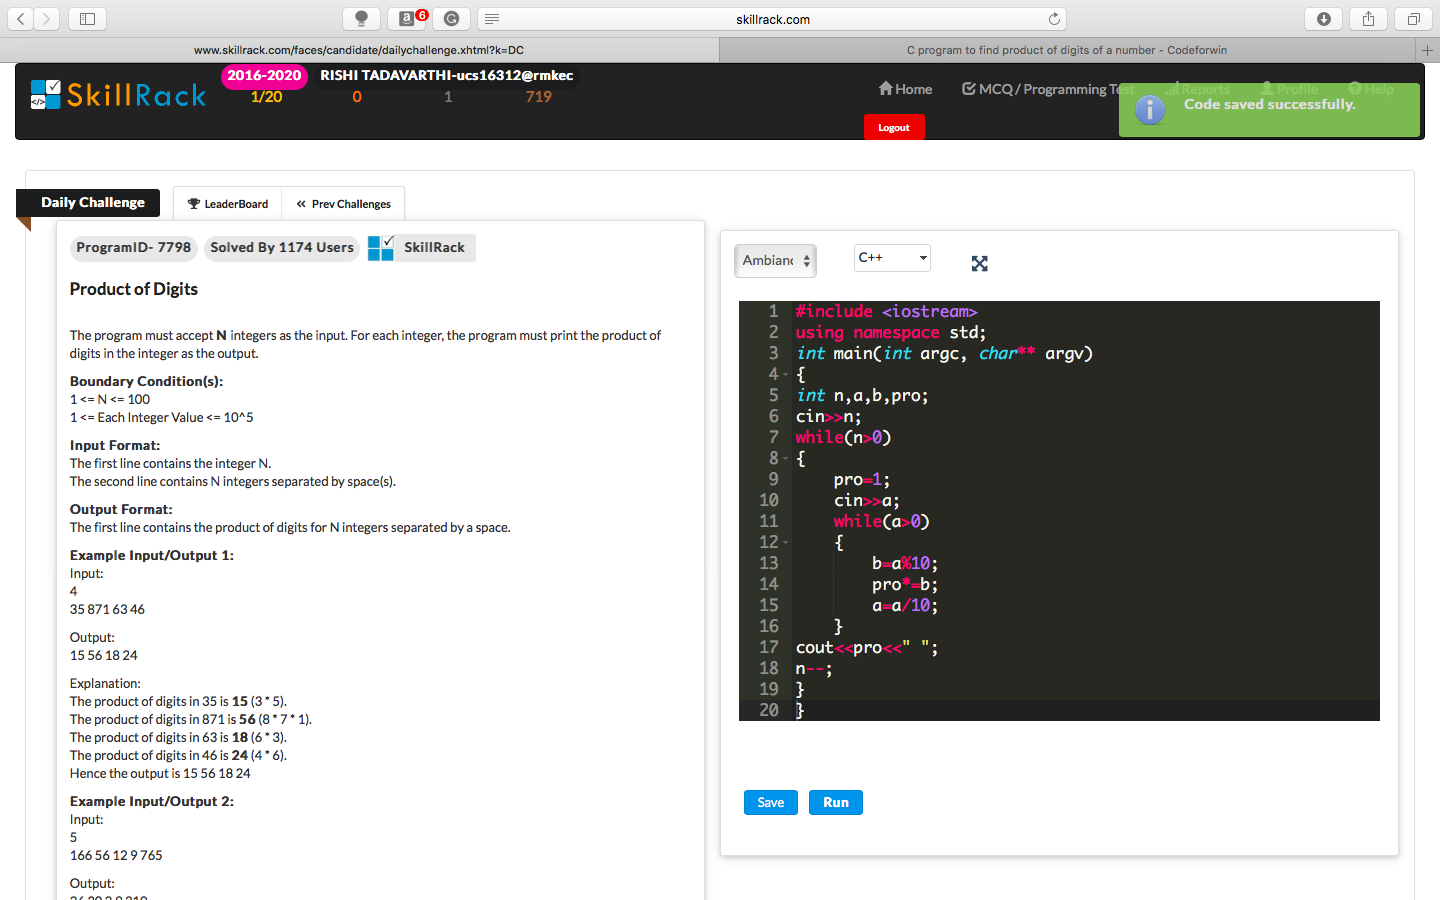 skillrack.com
6
www.skillrack.com/faces/candidate/dailychallenge.xhtml?k=DC
C program to find product of digits of a number - Codeforwin
SkillRack
2016-2020 RISHI TADAVARTHI-ucs16312@rmkec
1/20 0 1 719
Home MCQ / Programming Test Reports Profile Help
Logout
Code saved successfully.
Daily Challenge
LeaderBoard
Prev Challenges
ProgramID- 7798 Solved By 1174 Users SkillRack
Product of Digits
The program must accept N integers as the input. For each integer, the program must print the product of
digits in the integer as the output.
Boundary Condition(s):
1 <= N <= 100
1 <= Each Integer Value <= 10^5
Input Format:
The first line contains the integer N.
The second line contains N integers separated by space(s).
Output Format:
The first line contains the product of digits for N integers separated by a space.
Example Input/Output 1:
Input:
4
35 871 63 46
Output:
15 56 18 24
Explanation:
The product of digits in 35 is 15 (3 * 5).
The product of digits in 871 is 56 (8 * 7 * 1).
The product of digits in 63 is 18 (6 * 3).
The product of digits in 46 is 24 (4 * 6).
Hence the output is 15 56 18 24
Example Input/Output 2:
Input:
5
166 56 12 9 765
Output:
Ambianc
C++
1 #include <iostream>
2 using namespace std;
3 int main(int argc, char** argv)
4 {
5 int n,a,b,pro;
6 cin>>n;
7 while(n>0)
8 {
9 pro=1;
10 cin>>a;
11 while(a>0)
12 {
13 b=a%10;
14 pro*=b;
15 a=a/10;
16 }
17 cout<<pro<<" ";
18 n--;
19 }
20 }
Save
Run